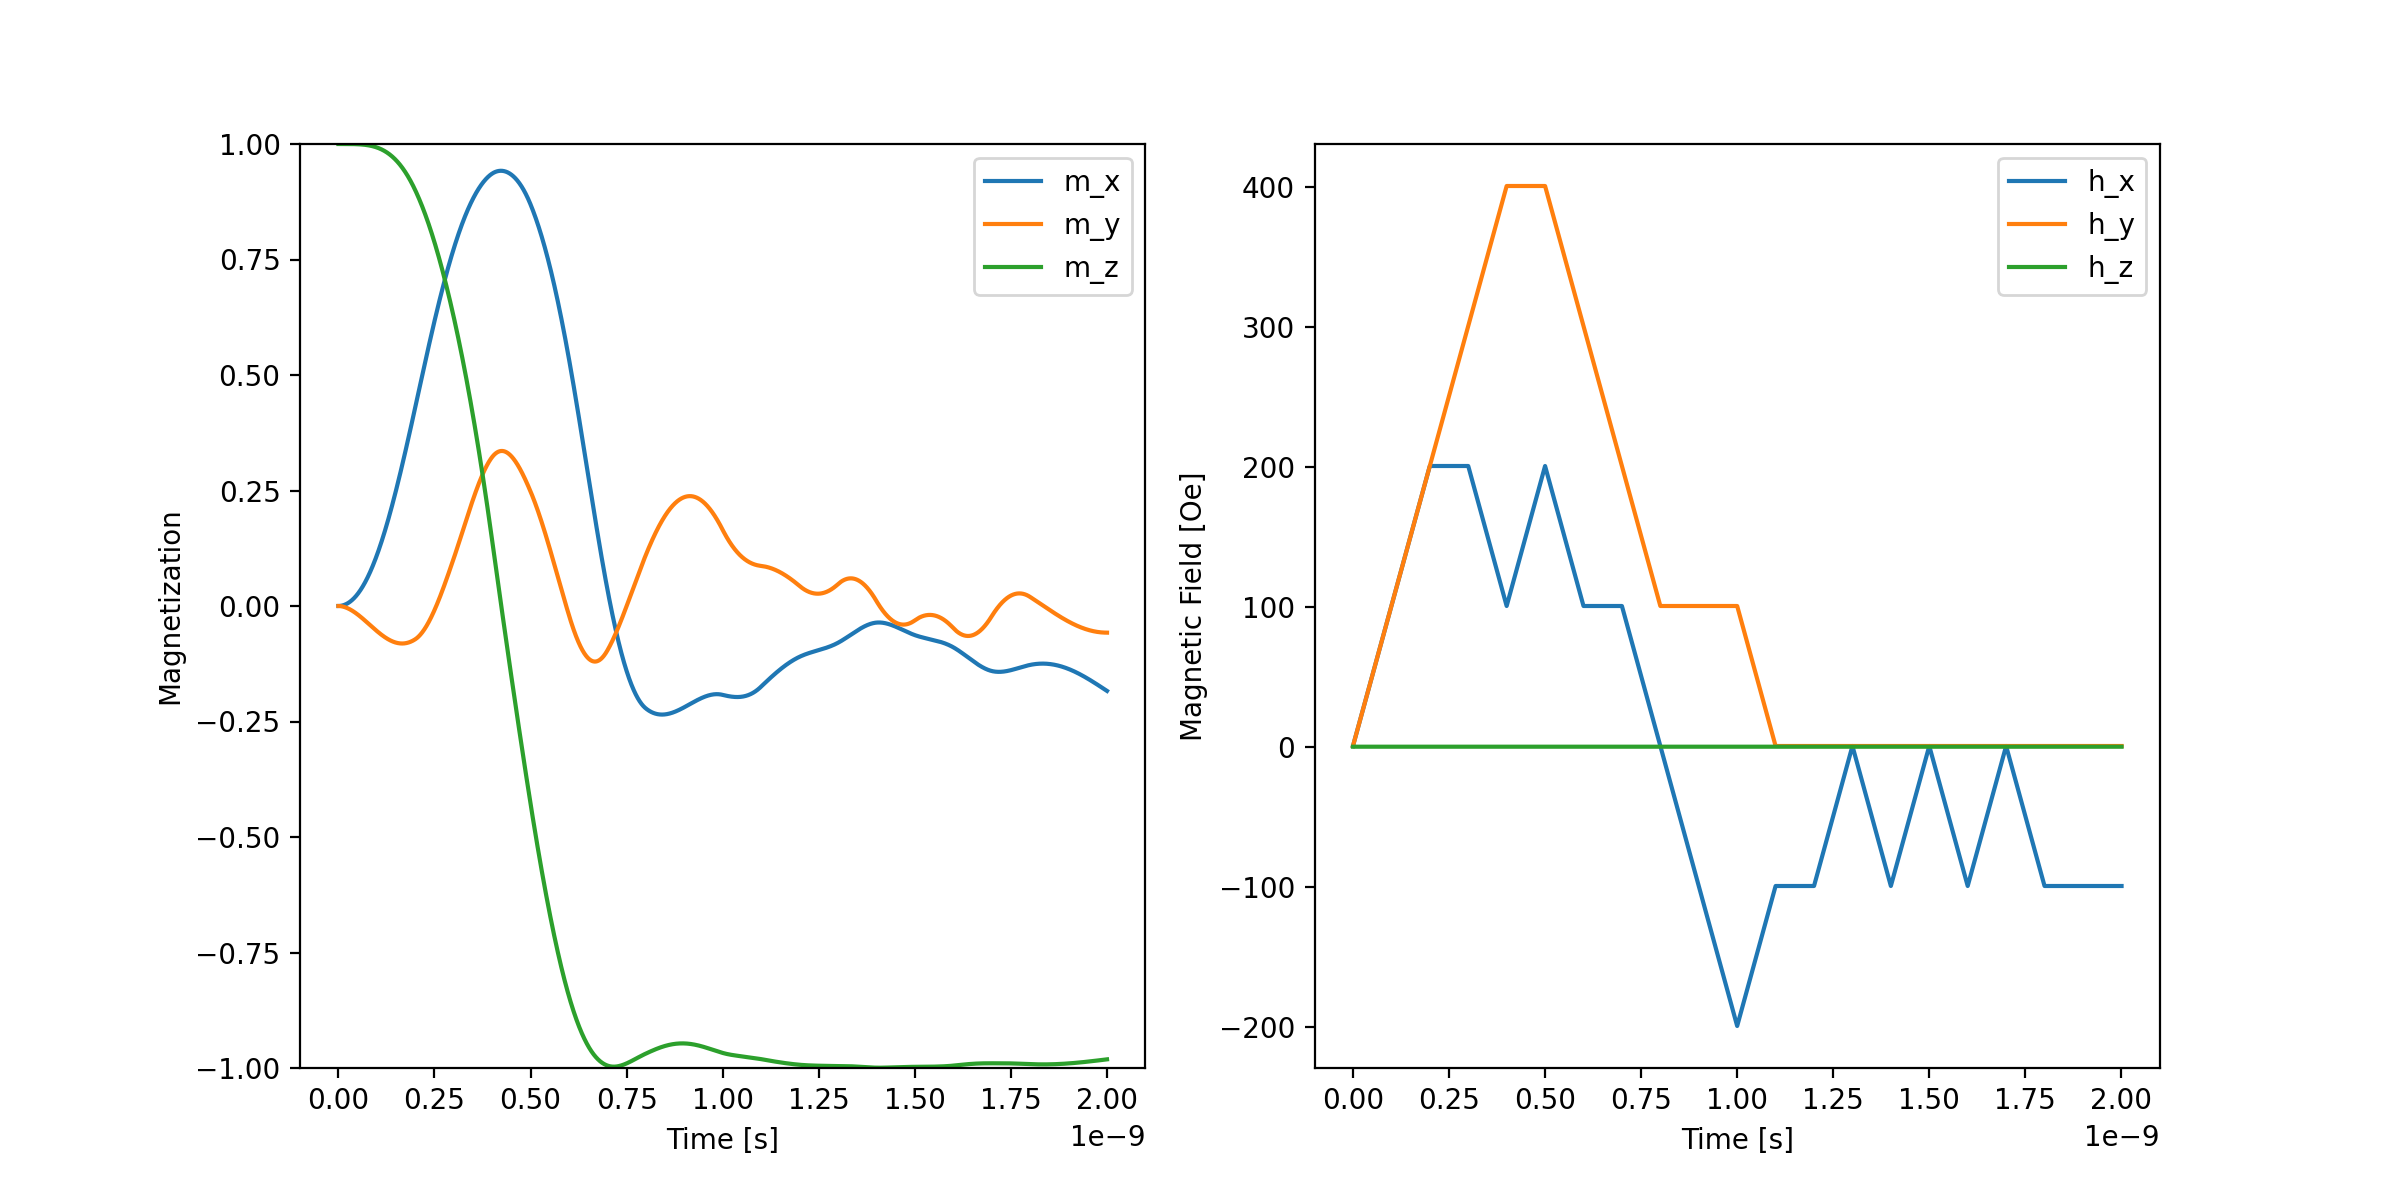 1.00
0.75
0.50
0.25
0.00
−0.25
−0.50
−0.75
−1.00
Magnetization
m_x
m_y
m_z
0.00 0.25 0.50 0.75 1.00 1.25 1.50 1.75 2.00
Time [s]
1e−9
400
300
200
100
0
−100
−200
Magnetic Field [Oe]
h_x
h_y
h_z
0.00 0.25 0.50 0.75 1.00 1.25 1.50 1.75 2.00
Time [s]
1e−9